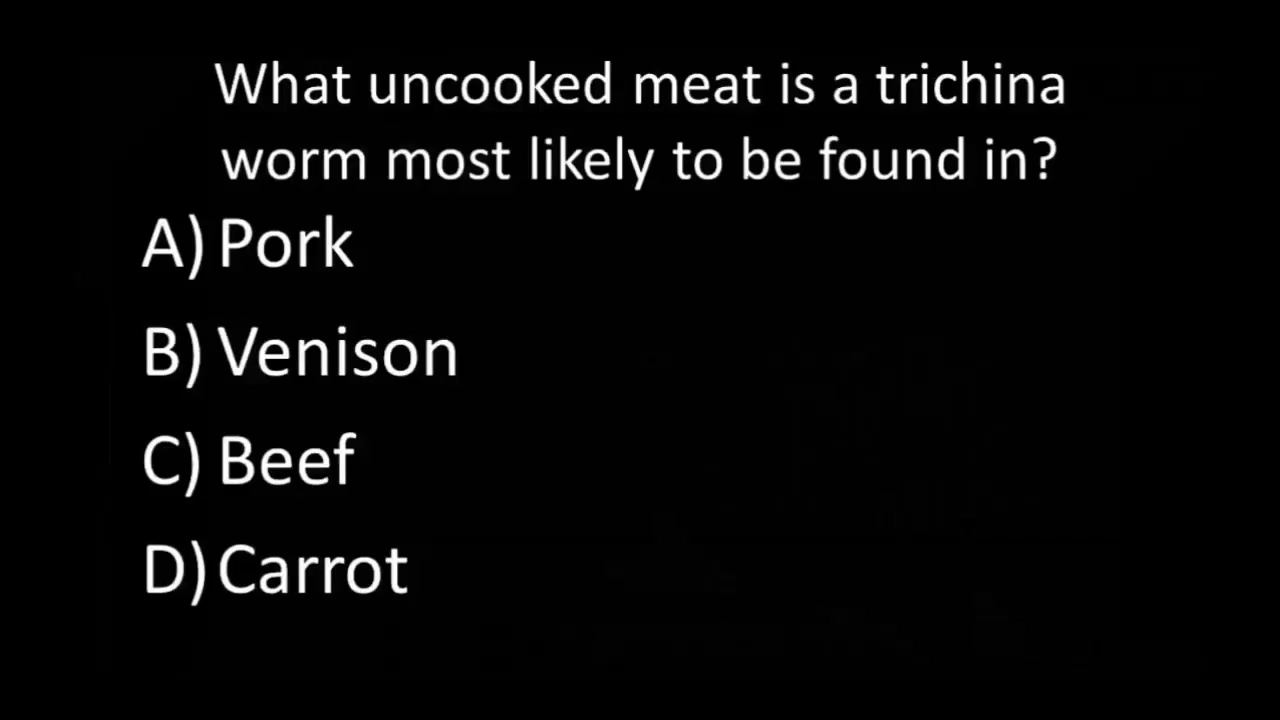 What uncooked meat is a trichina
worm most likely to be found in?
A) Pork
B) Venison
C) Beef
D) Carrot